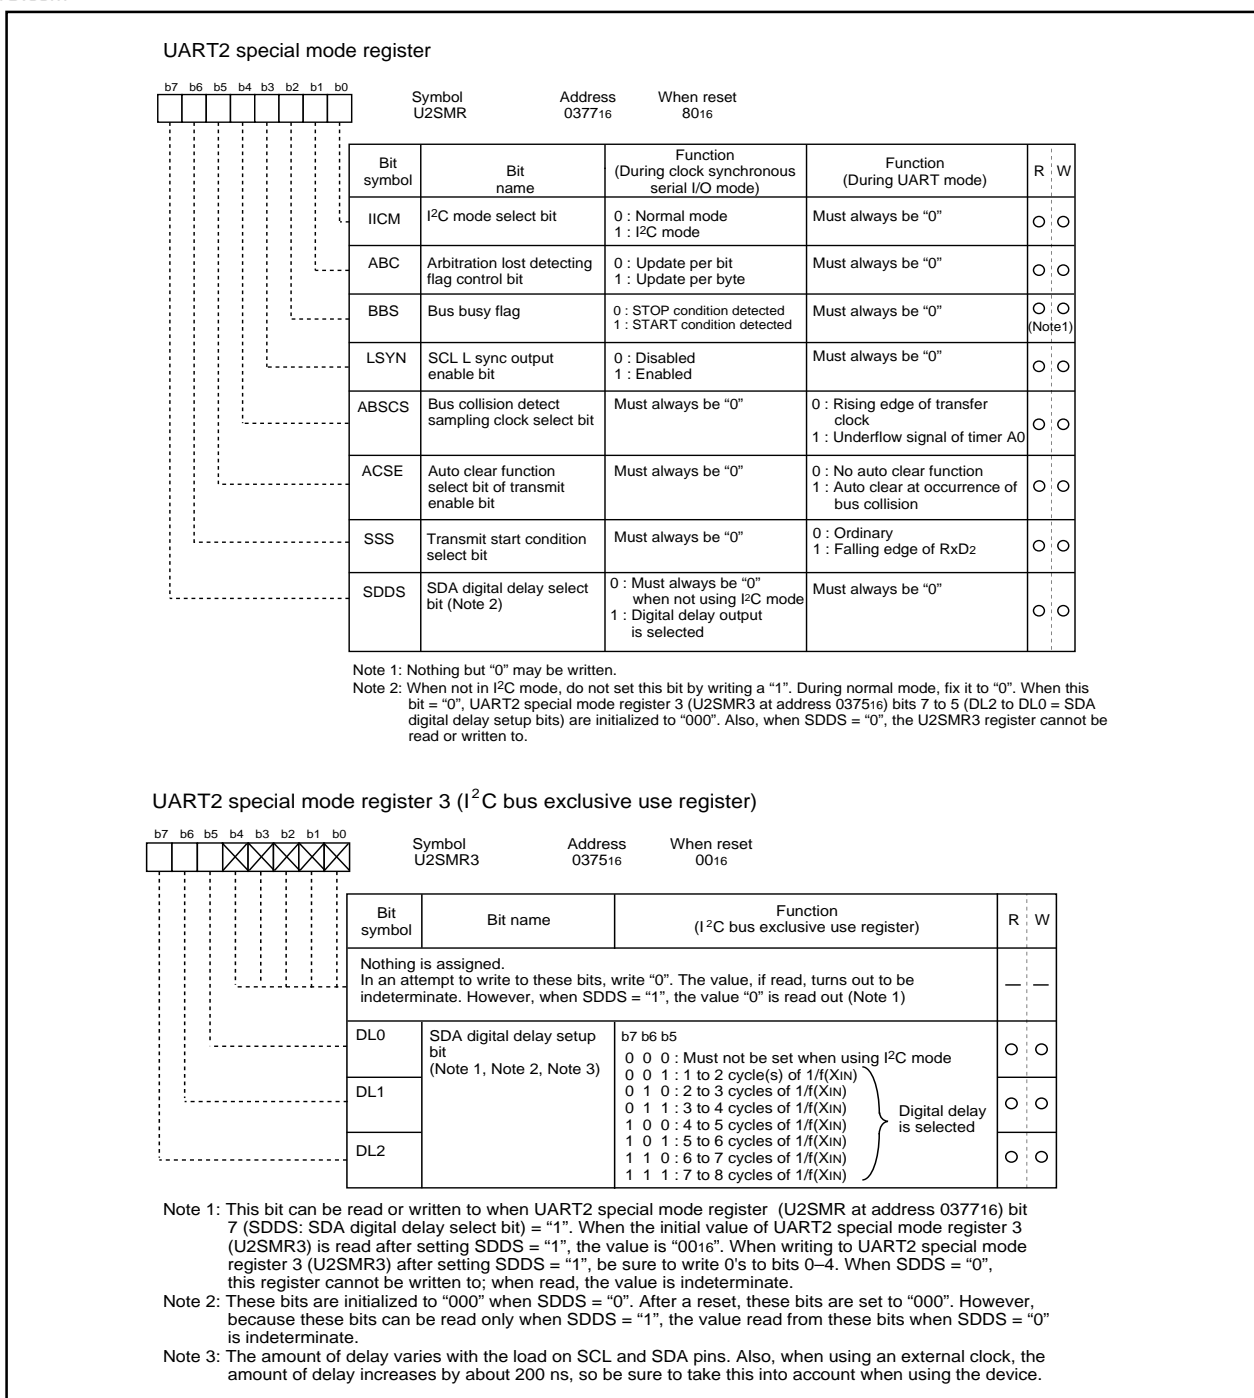 UART2 special mode register
b7 b6 b5 b4 b3 b2 b1 b0
Symbol Address When reset
U2SMR 037716 8016
Bit symbol Bit name Function (During clock synchronous serial I/O mode) Function (During UART mode) R W
IICM I2C mode select bit 0 : Normal mode Must always be “0”
1 : I2C mode
ABC Arbitration lost detecting 0 : Update per bit Must always be “0”
flag control bit 1 : Update per byte
BBS Bus busy flag 0 : STOP condition detected Must always be “0”
1 : START condition detected (Note1)
LSYN SCL L sync output 0 : Disabled Must always be “0”
enable bit 1 : Enabled
ABSCS Bus collision detect Must always be “0” 0 : Rising edge of transfer
sampling clock select bit clock
1 : Underflow signal of timer A0
ACSE Auto clear function Must always be “0” 0 : No auto clear function
select bit of transmit 1 : Auto clear at occurrence of
enable bit bus collision
SSS Transmit start condition Must always be “0” 0 : Ordinary
select bit 1 : Falling edge of RxD2
SDDS SDA digital delay select 0 : Must always be “0” Must always be “0”
bit (Note 2) when not using I2C mode
1 : Digital delay output
is selected
Note 1: Nothing but “0” may be written.
Note 2: When not in I2C mode, do not set this bit by writing a “1”. During normal mode, fix it to “0”. When this
bit = “0”, UART2 special mode register 3 (U2SMR3 at address 037516) bits 7 to 5 (DL2 to DL0 = SDA
digital delay setup bits) are initialized to “000”. Also, when SDDS = “0”, the U2SMR3 register cannot be
read or written to.
UART2 special mode register 3 (I2C bus exclusive use register)
b7 b6 b5 b4 b3 b2 b1 b0
Symbol Address When reset
U2SMR3 037516 0016
Bit symbol Bit name Function (I2C bus exclusive use register) R W
Nothing is assigned.
In an attempt to write to these bits, write “0”. The value, if read, turns out to be
indeterminate. However, when SDDS = “1”, the value “0” is read out (Note 1) — —
DL0 SDA digital delay setup b7 b6 b5
bit
(Note 1, Note 2, Note 3)
0 0 0 : Must not be set when using I2C mode
0 0 1 : 1 to 2 cycle(s) of 1/f(XIN)
DL1 0 1 0 : 2 to 3 cycles of 1/f(XIN)
0 1 1 : 3 to 4 cycles of 1/f(XIN) Digital delay
1 0 0 : 4 to 5 cycles of 1/f(XIN) is selected
1 0 1 : 5 to 6 cycles of 1/f(XIN)
DL2 1 1 0 : 6 to 7 cycles of 1/f(XIN)
1 1 1 : 7 to 8 cycles of 1/f(XIN)
Note 1: This bit can be read or written to when UART2 special mode register (U2SMR at address 037716) bit
7 (SDDS: SDA digital delay select bit) = “1”. When the initial value of UART2 special mode register 3
(U2SMR3) is read after setting SDDS = “1”, the value is “0016”. When writing to UART2 special mode
register 3 (U2SMR3) after setting SDDS = “1”, be sure to write 0's to bits 0–4. When SDDS = “0”,
this register cannot be written to; when read, the value is indeterminate.
Note 2: These bits are initialized to “000” when SDDS = “0”. After a reset, these bits are set to “000”. However,
because these bits can be read only when SDDS = “1”, the value read from these bits when SDDS = “0”
is indeterminate.
Note 3: The amount of delay varies with the load on SCL and SDA pins. Also, when using an external clock, the
amount of delay increases by about 200 ns, so be sure to take this into account when using the device.